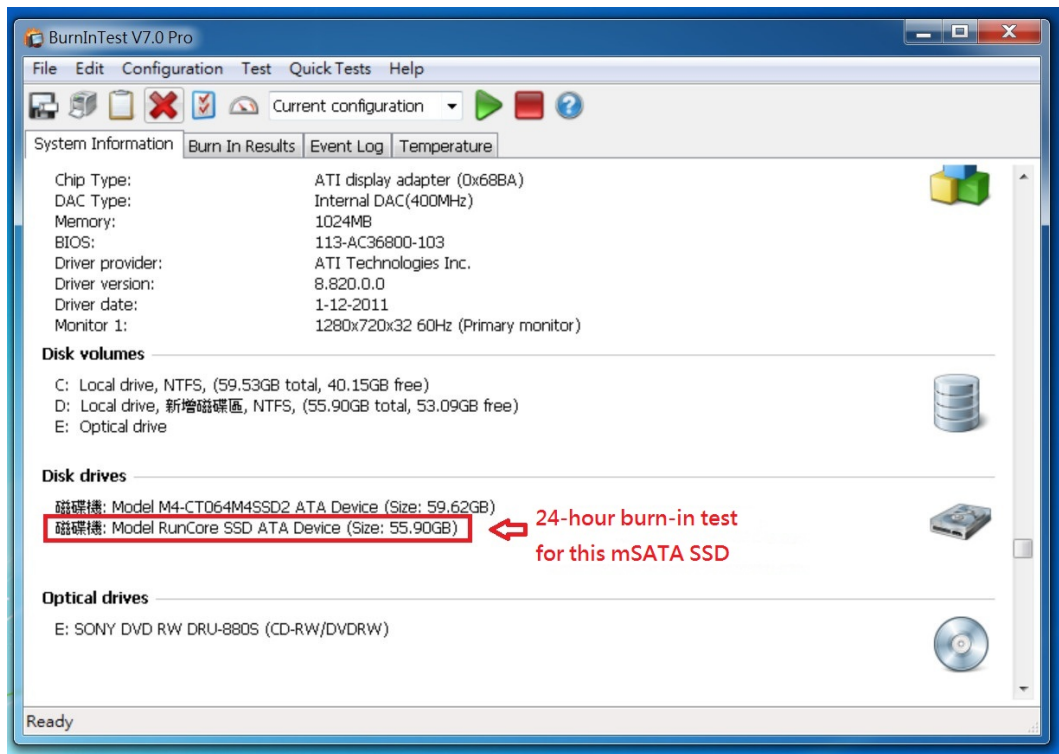 BurnInTest V7.0 Pro
File Edit Configuration Test Quick Tests Help
Current configuration
System Information Burn In Results Event Log Temperature
Chip Type: ATI display adapter (0x68BA)
DAC Type: Internal DAC(400MHz)
Memory: 1024MB
BIOS: 113-AC36800-103
Driver provider: ATI Technologies Inc.
Driver version: 8.820.0.0
Driver date: 1-12-2011
Monitor 1: 1280x720x32 60Hz (Primary monitor)
Disk volumes
C: Local drive, NTFS, (59.53GB total, 40.15GB free)
D: Local drive, 新增磁碟區, NTFS, (55.90GB total, 53.09GB free)
E: Optical drive
Disk drives
磁碟機: Model M4-CT064M4SSD2 ATA Device (Size: 59.62GB)
磁碟機: Model RunCore SSD ATA Device (Size: 55.90GB)
24-hour burn-in test
for this mSATA SSD
Optical drives
E: SONY DVD RW DRU-880S (CD-RW/DVDRW)
Ready